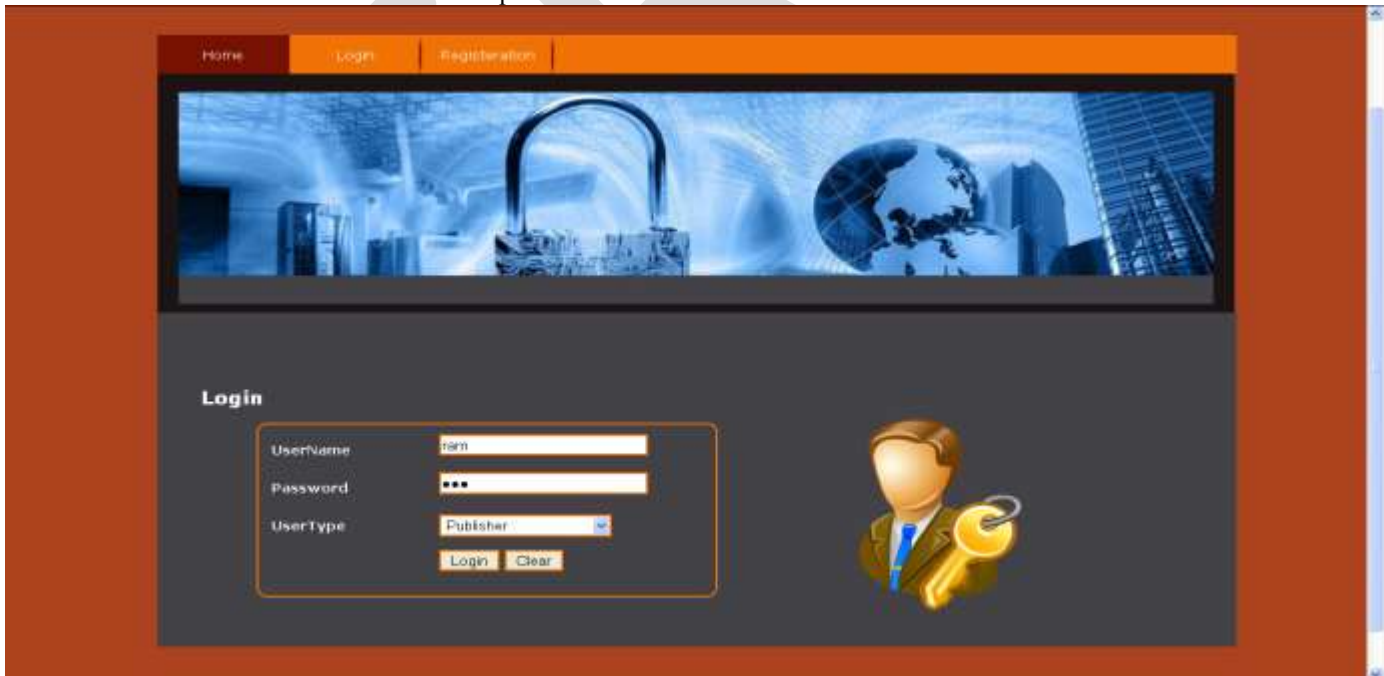 Home Login Registeration
Login
UserName ram
Password •••
UserType Publisher
Login Clear